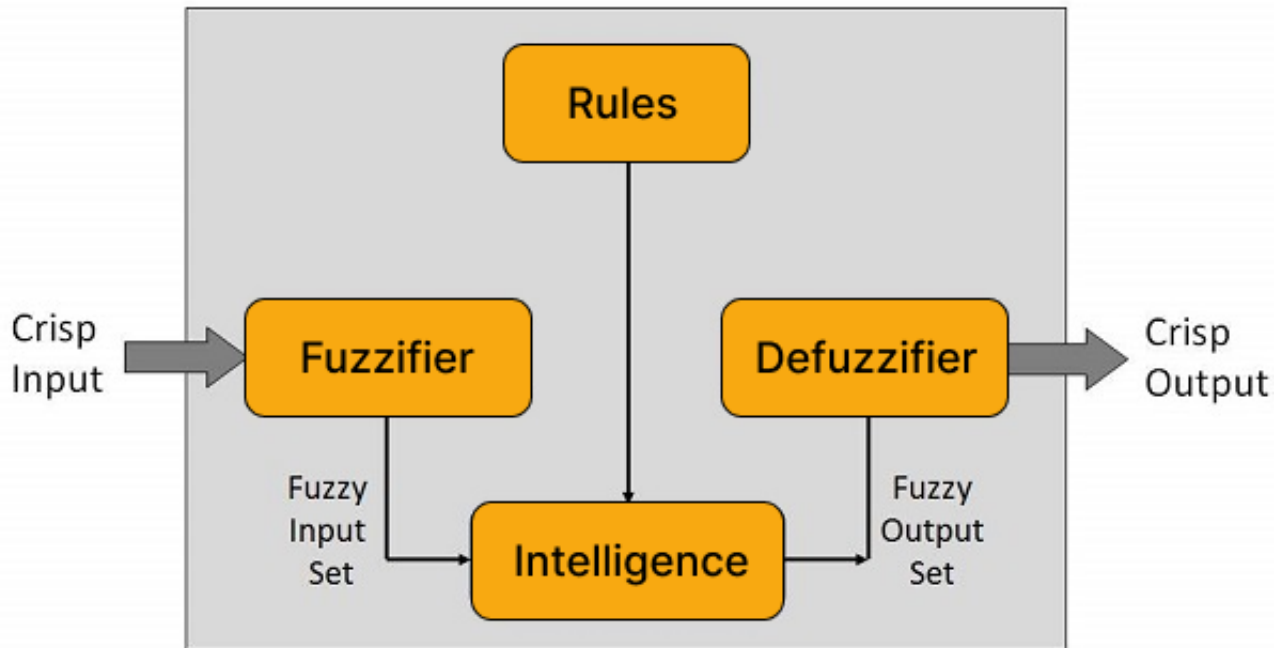 Rules
Crisp
Input
Fuzzifier
Defuzzifier
Crisp
Output
Fuzzy
Input
Set
Intelligence
Fuzzy
Output
Set